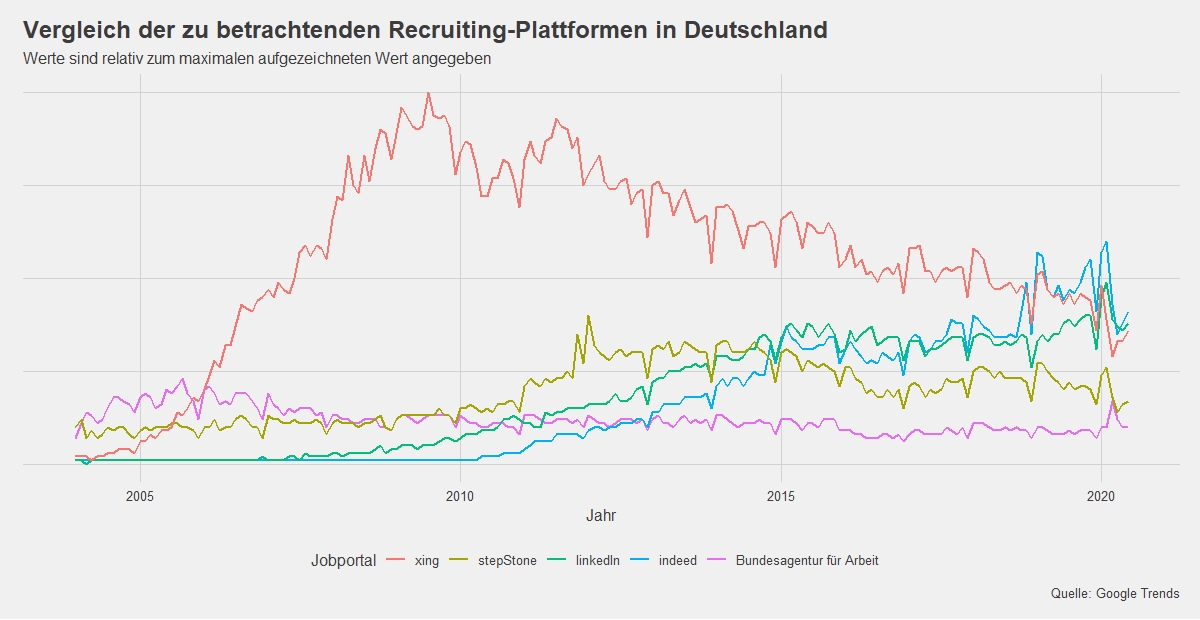 Vergleich der zu betrachtenden Recruiting-Plattformen in Deutschland
Werte sind relativ zum maximalen aufgezeichneten Wert angegeben
2005 2010 2015 2020
Jahr
Jobportal xing stepStone linkedIn indeed Bundesagentur für Arbeit
Quelle: Google Trends